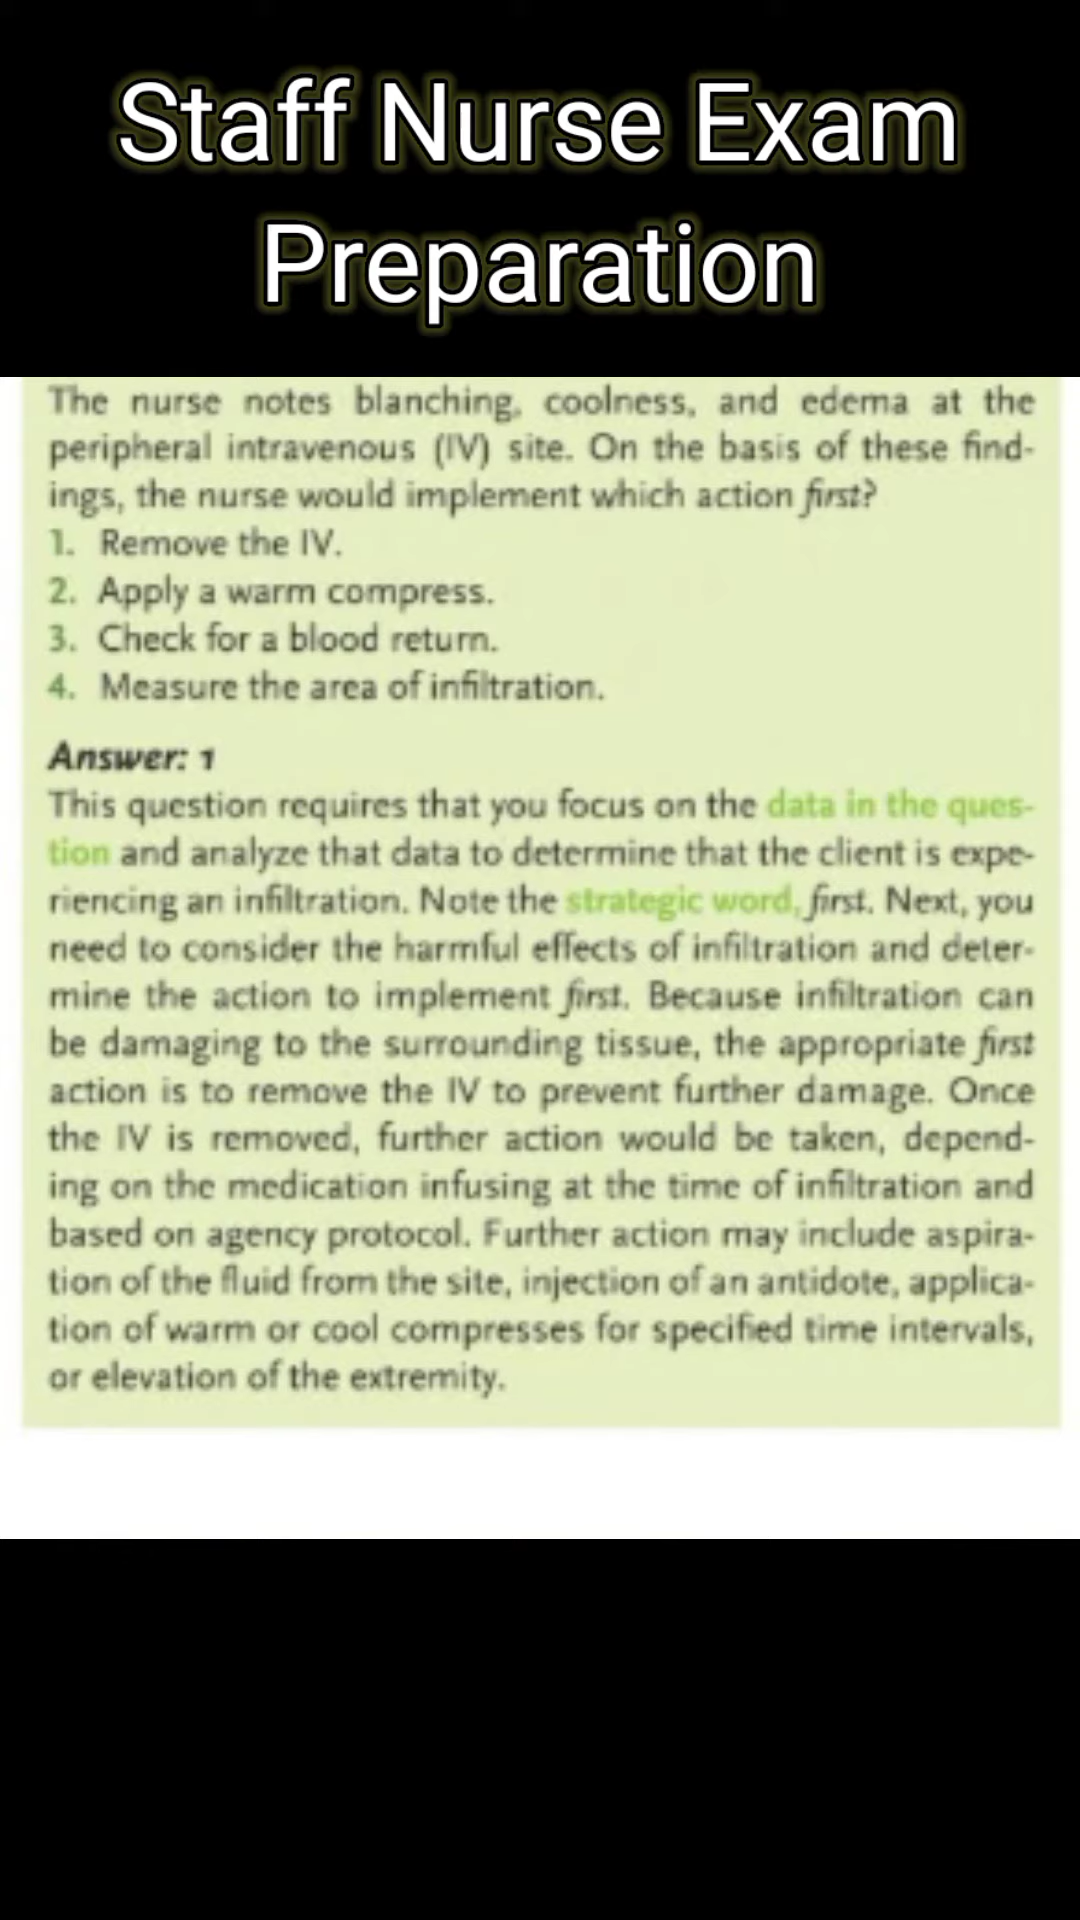 Staff Nurse Exam
Preparation
The nurse notes blanching, coolness, and edema at the
peripheral intravenous (IV) site. On the basis of these find-
ings, the nurse would implement which action first?
1. Remove the IV.
2. Apply a warm compress.
3. Check for a blood return.
4. Measure the area of infiltration.
Answer: 1
This question requires that you focus on the data in the ques-
tion and analyze that data to determine that the client is expe-
riencing an infiltration. Note the strategic word, first. Next, you
need to consider the harmful effects of infiltration and deter-
mine the action to implement first. Because infiltration can
be damaging to the surrounding tissue, the appropriate first
action is to remove the IV to prevent further damage. Once
the IV is removed, further action would be taken, depend-
ing on the medication infusing at the time of infiltration and
based on agency protocol. Further action may include aspira-
tion of the fluid from the site, injection of an antidote, applica-
tion of warm or cool compresses for specified time intervals,
or elevation of the extremity.